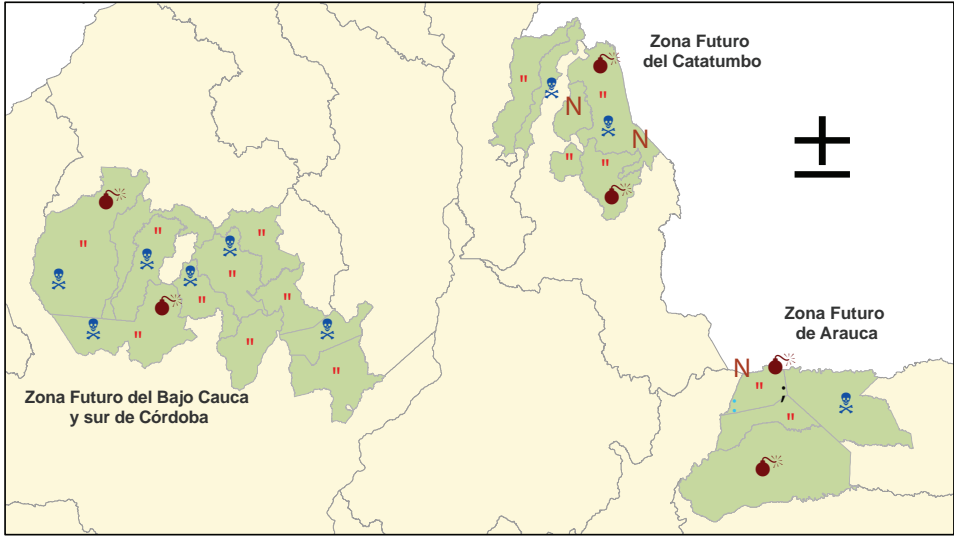 Zona Futuro
del Catatumbo
"
"
N
N
"
"
±
"
"
"
"
"
"
"
"
"
Zona Futuro
de Arauca
N
"
:
;
"
Zona Futuro del Bajo Cauca
y sur de Córdoba